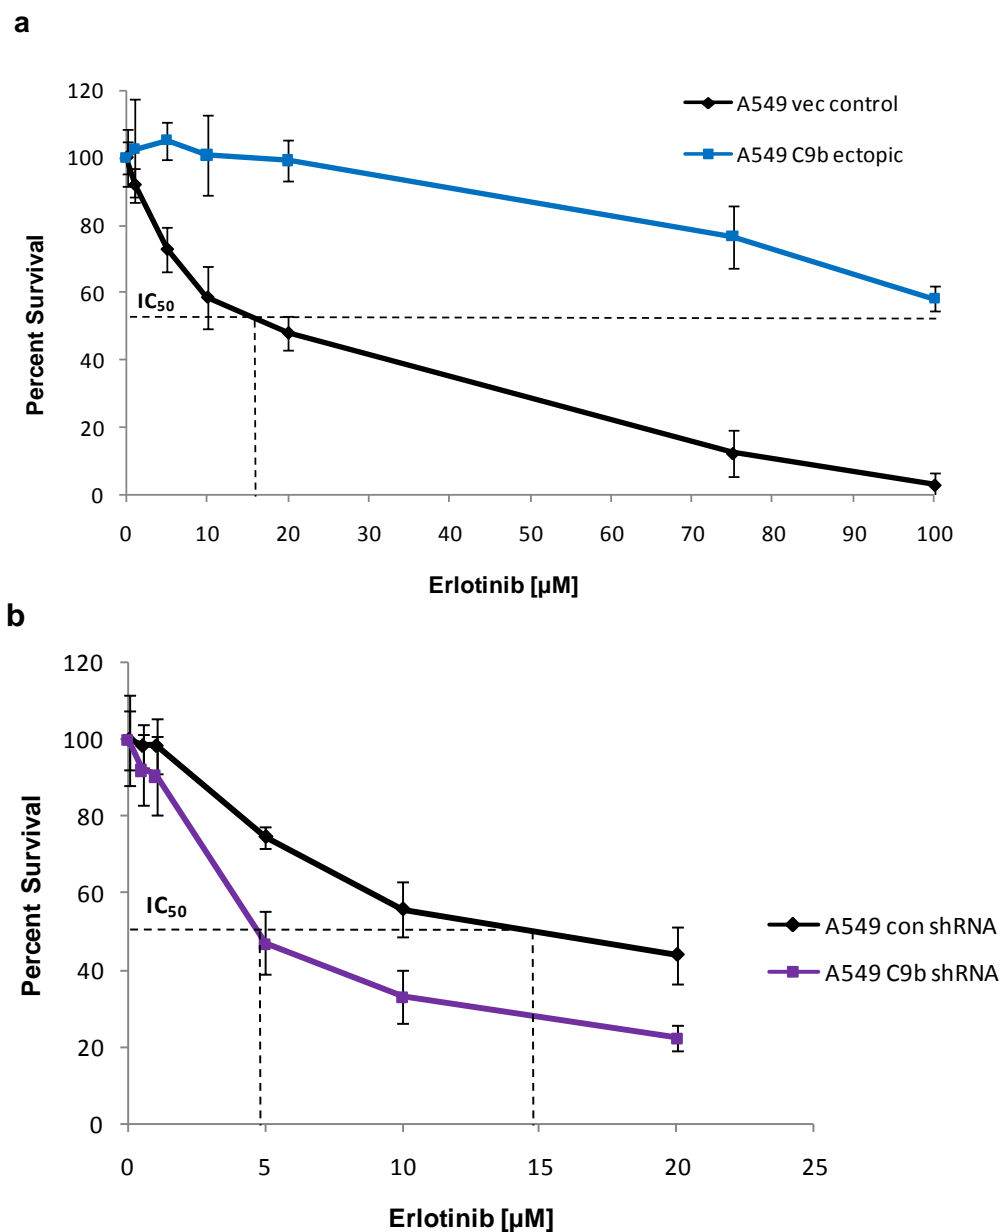 a
120
100
80
60
40
20
0
Percent Survival
IC50
A549 vec control
A549 C9b ectopic
0 10 20 30 40 50 60 70 80 90 100
Erlotinib [µM]
b
120
100
80
60
40
20
0
Percent Survival
IC50
A549 con shRNA
A549 C9b shRNA
0 5 10 15 20 25
Erlotinib [µM]